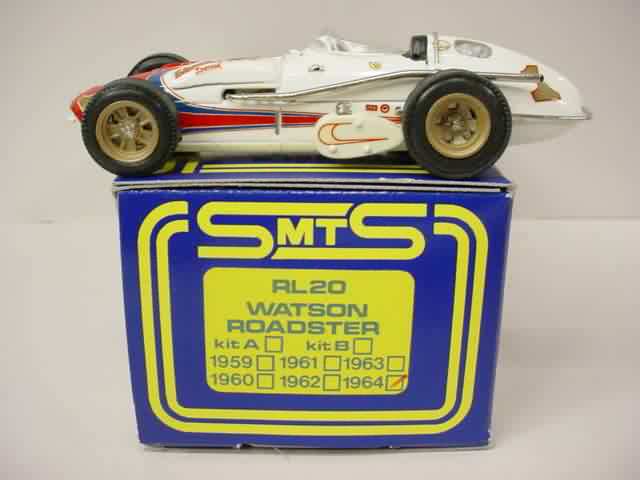 SMTS
RL20
WATSON
ROADSTER
kit A kit B
1959 1961 1963
1960 1962 1964